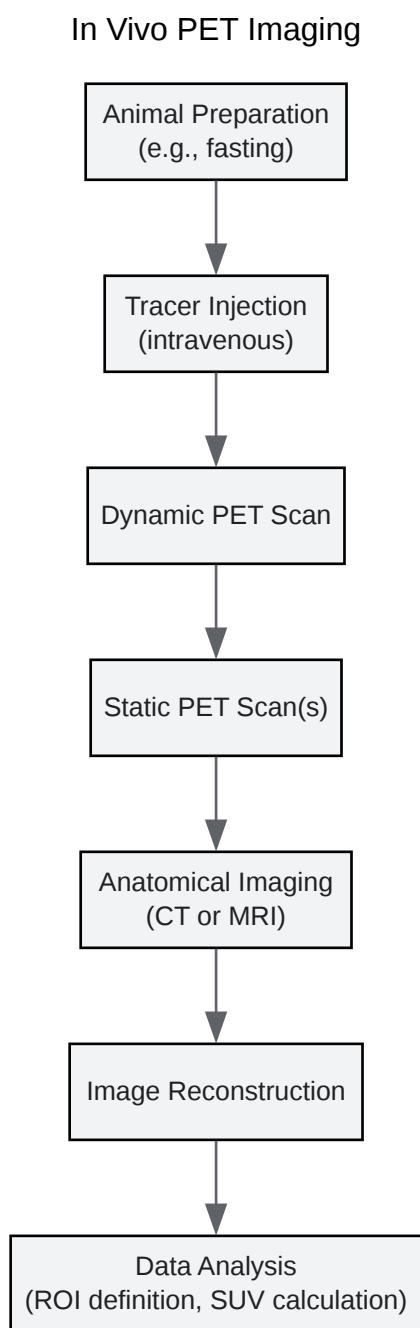 In Vivo PET Imaging
Animal Preparation
(e.g., fasting)
Tracer Injection
(intravenous)
Dynamic PET Scan
Static PET Scan(s)
Anatomical Imaging
(CT or MRI)
Image Reconstruction
Data Analysis
(ROI definition, SUV calculation)